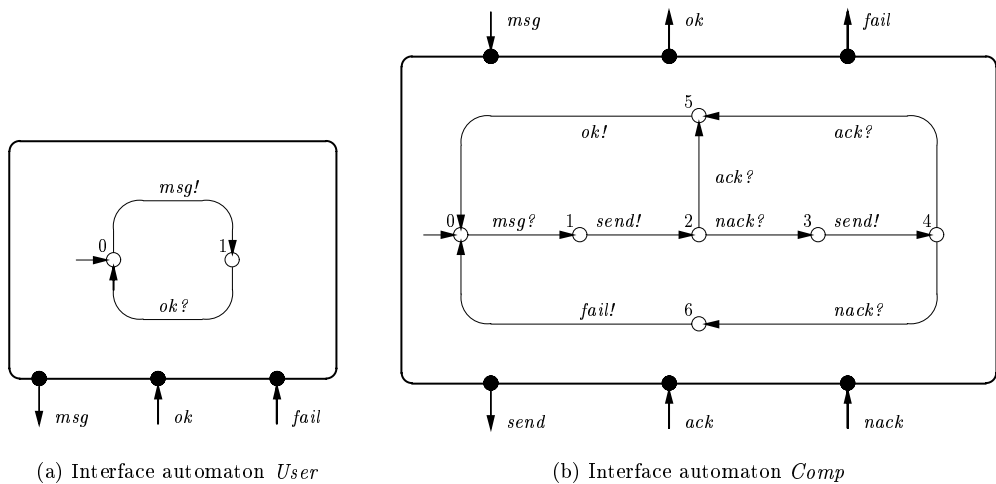 msg ok fail
5
ok! ack?
msg!
ack?
0 msg? 1 send! 2 nack? 3 send! 4
0 1
ok?
fail! 6 nack?
msg ok fail
send ack nack
(a) Interface automaton User
(b) Interface automaton Comp